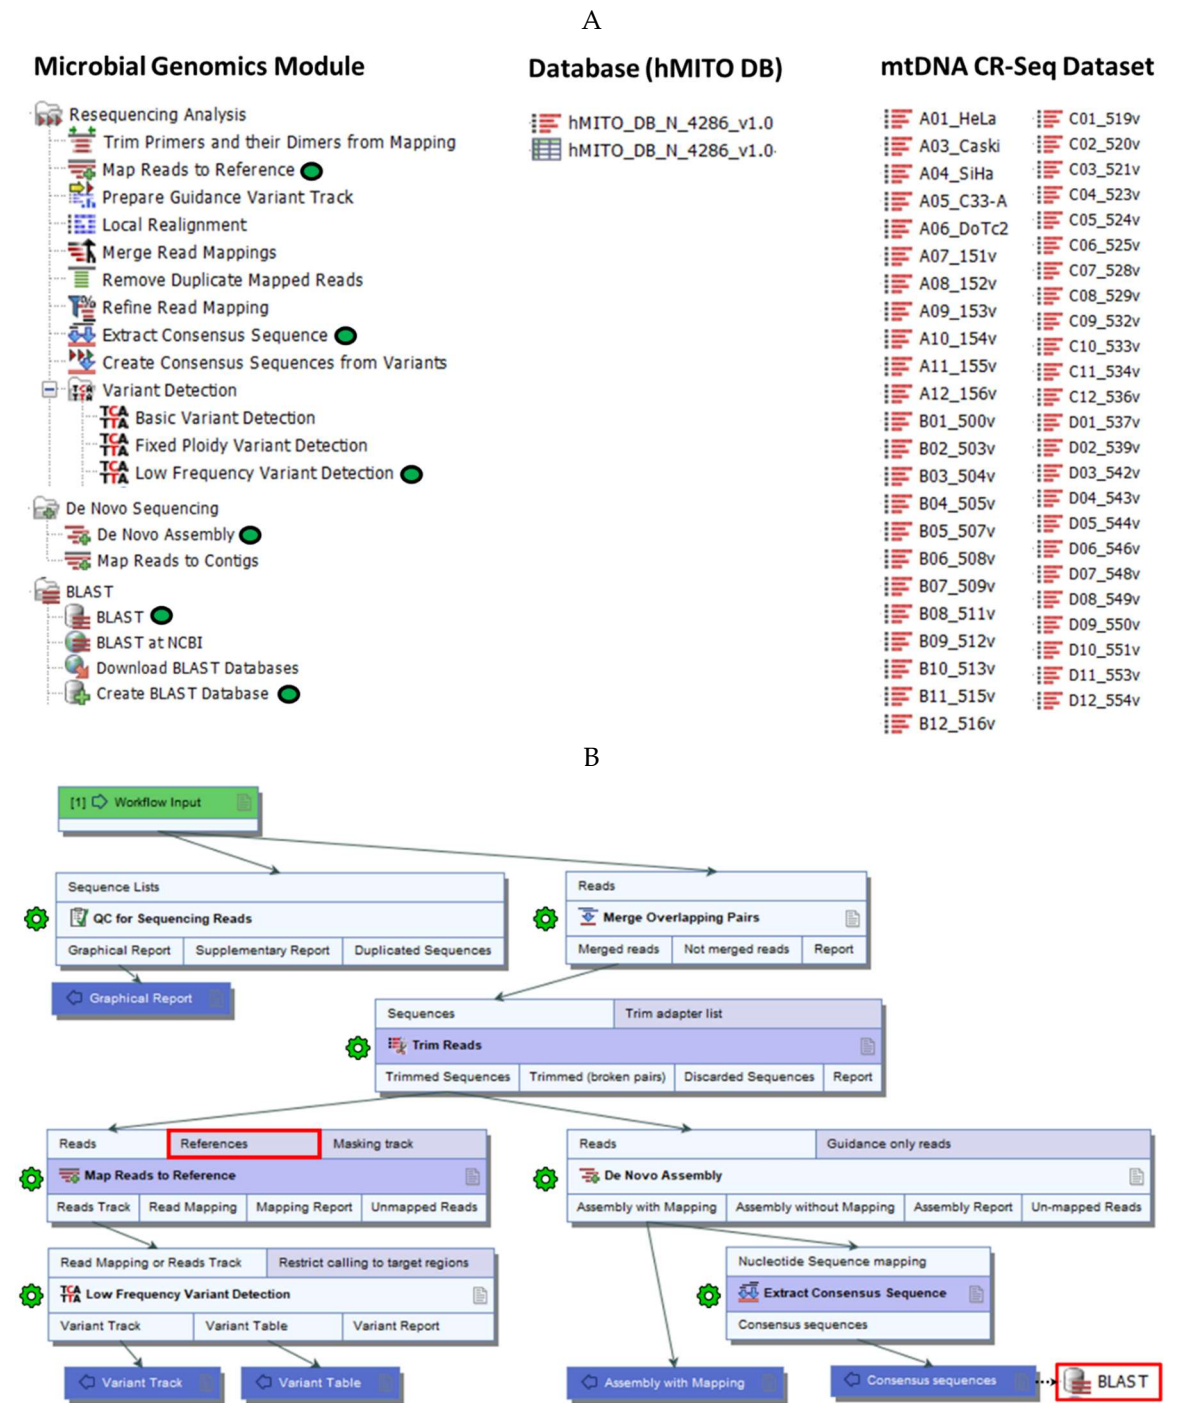 A
Microbial Genomics Module
Resequencing Analysis
Trim Primers and their Dimers from Mapping
Map Reads to Reference
Prepare Guidance Variant Track
Local Realignment
Merge Read Mappings
Remove Duplicate Mapped Reads
Refine Read Mapping
Extract Consensus Sequence
Create Consensus Sequences from Variants
Variant Detection
Basic Variant Detection
Fixed Ploidy Variant Detection
Low Frequency Variant Detection
De Novo Sequencing
De Novo Assembly
Map Reads to Contigs
BLAST
BLAST
BLAST at NCBI
Download BLAST Databases
Create BLAST Database
Database (hMITO DB)
hMITO_DB_N_4286_v1.0
hMITO_DB_N_4286_v1.0
mtDNA CR-Seq Dataset
A01_HeLa
A03_Caski
A04_SiHa
A05_C33-A
A06_DoTc2
A07_151v
A08_152v
A09_153v
A10_154v
A11_155v
A12_156v
B01_500v
B02_503v
B03_504v
B04_505v
B05_507v
B06_508v
B07_509v
B08_511v
B09_512v
B10_513v
B11_515v
B12_516v
C01_519v
C02_520v
C03_521v
C04_523v
C05_524v
C06_525v
C07_528v
C08_529v
C09_532v
C10_533v
C11_534v
C12_536v
D01_537v
D02_539v
D03_542v
D04_543v
D05_544v
D06_546v
D07_548v
D08_549v
D09_550v
D10_551v
D11_553v
D12_554v
B
[1] Workflow Input
Sequence Lists
QC for Sequencing Reads
Graphical Report Supplementary Report Duplicated Sequences
Graphical Report
Reads
Merge Overlapping Pairs
Merged reads Not merged reads Report
Sequences Trim adapter list
Trim Reads
Trimmed Sequences Trimmed (broken pairs) Discarded Sequences Report
Reads References Masking track
Map Reads to Reference
Reads Track Read Mapping Mapping Report Unmapped Reads
Read Mapping or Reads Track Restrict calling to target regions
TCA
TTA Low Frequency Variant Detection
Variant Track Variant Table Variant Report
Variant Track
Variant Table
Reads Guidance only reads
De Novo Assembly
Assembly with Mapping Assembly without Mapping Assembly Report Un-mapped Reads
Nucleotide Sequence mapping
Extract Consensus Sequence
Consensus sequences
Assembly with Mapping
Consensus sequences
BLAST